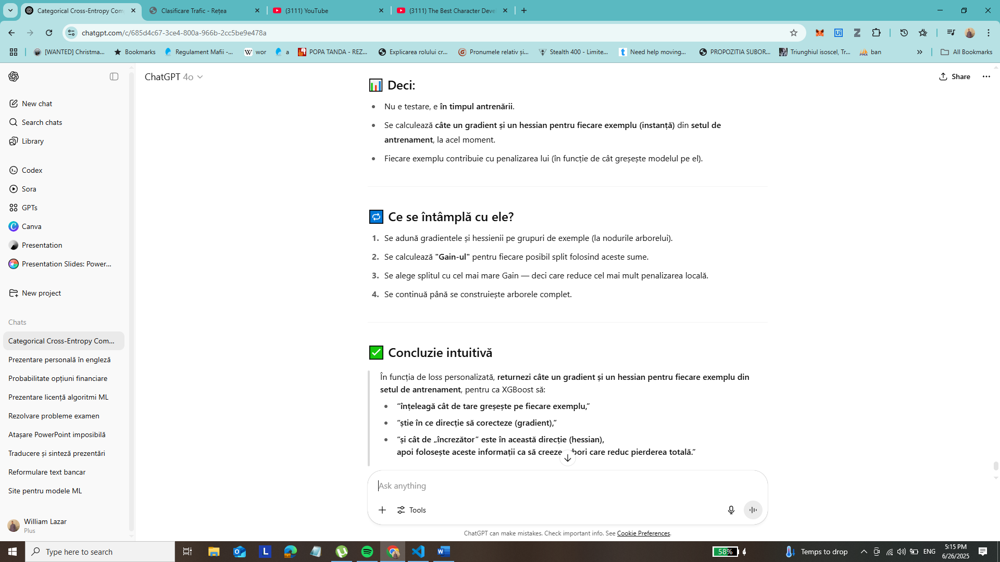 Categorical Cross-Entropy Com
Clasificare Trafic - Rețea
(3111) YouTube
(3111) The Best Character Deve
chatgpt.com/c/685d4c67-3ce4-800a-966b-2cc5be9e478a
[WANTED] Christma...
Bookmarks
Regulament Mafii -...
wor
a
POPA TANDA - REZ...
Explicarea rolului cr...
Pronumele relativ și...
Stealth 400 - Limite...
Need help moving...
PROPOZITIA SUBOR...
Triunghiul isoscel, Tr...
ban
All Bookmarks
ChatGPT 4o
Share
New chat
Search chats
Library
Codex
Sora
GPTs
Canva
Presentation
Presentation Slides: Power...
New project
Chats
Categorical Cross-Entropy Com...
Prezentare personală în engleză
Probabilitate opțiuni financiare
Prezentare licență algoritmi ML
Rezolvare probleme examen
Atașare PowerPoint imposibilă
Traducere și sinteză prezentări
Reformulare text bancar
Site pentru modele ML
William Lazar
Plus
Deci:
Nu e testare, e în timpul antrenării.
Se calculează câte un gradient și un hessian pentru fiecare exemplu (instanță) din setul de
antrenament, la acel moment.
Fiecare exemplu contribuie cu penalizarea lui (în funcție de cât greșește modelul pe el).
Ce se întâmplă cu ele?
1. Se adună gradientele și hessienii pe grupuri de exemple (la nodurile arborelui).
2. Se calculează "Gain-ul" pentru fiecare posibil split folosind aceste sume.
3. Se alege splitul cu cel mai mare Gain — deci care reduce cel mai mult penalizarea locală.
4. Se continuă până se construiește arborele complet.
Concluzie intuitivă
În funcția de loss personalizată, returnezi câte un gradient și un hessian pentru fiecare exemplu din
setul de antrenament, pentru ca XGBoost să:
“înțeleagă cât de tare greșește pe fiecare exemplu,”
“știe în ce direcție să corecteze (gradient),”
“și cât de „încrezător” este în această direcție (hessian),
apoi folosește aceste informații ca să creeze bori care reduc pierderea totală.”
Ask anything
Tools
ChatGPT can make mistakes. Check important info. See Cookie Preferences.
Type here to search
58%
Temps to drop
ENG
5:15 PM
6/26/2025